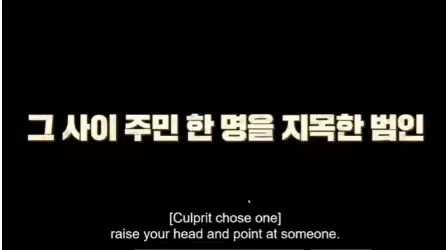 그 사이 주민 한 명을 지목한 범인
[Culprit chose one]
raise your head and point at someone.